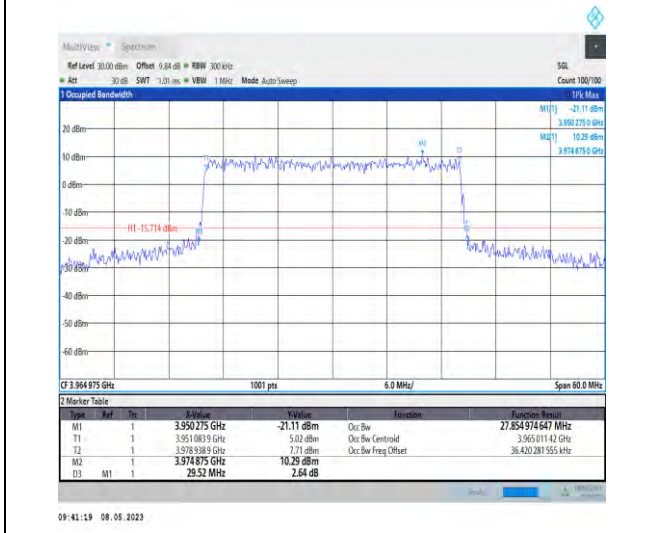 MultiView Spectrum
Ref Level 30.00 dBm Offset 9.84 dB RBW 300 kHz SGL
Att 30 dB SWT 1.01 ms VBW 1 MHz Mode Auto Sweep Count 100/100
1 Occupied Bandwidth 1Pk Max
M1[1] -21.11 dBm
3.950 275 0 GHz
20 dBm
M2[1] 10.29 dBm
3.974 875 0 GHz
M2
10 dBm
T1
0 dBm
-10 dBm
H1 -15.714 dBm
M1
-20 dBm
-30 dBm
-40 dBm
-50 dBm
-60 dBm
CF 3.964 975 GHz 1001 pts 6.0 MHz/ Span 60.0 MHz
2 Marker Table
Type Ref Trc X-Value Y-Value Function Function Result
M1 1 3.950275 GHz -21.11 dBm Occ Bw 27.854 974 647 MHz
T1 1 3.951 083 9 GHz 5.02 dBm Occ Bw Centroid 3.965 011 42 GHz
T2 1 3.978 938 9 GHz 7.71 dBm Occ Bw Freq Offset 36.420 281 555 kHz
M2 1 3.974875 GHz 10.29 dBm
D3 M1 1 29.52 MHz 2.64 dB
09:41:19 08.05.2023